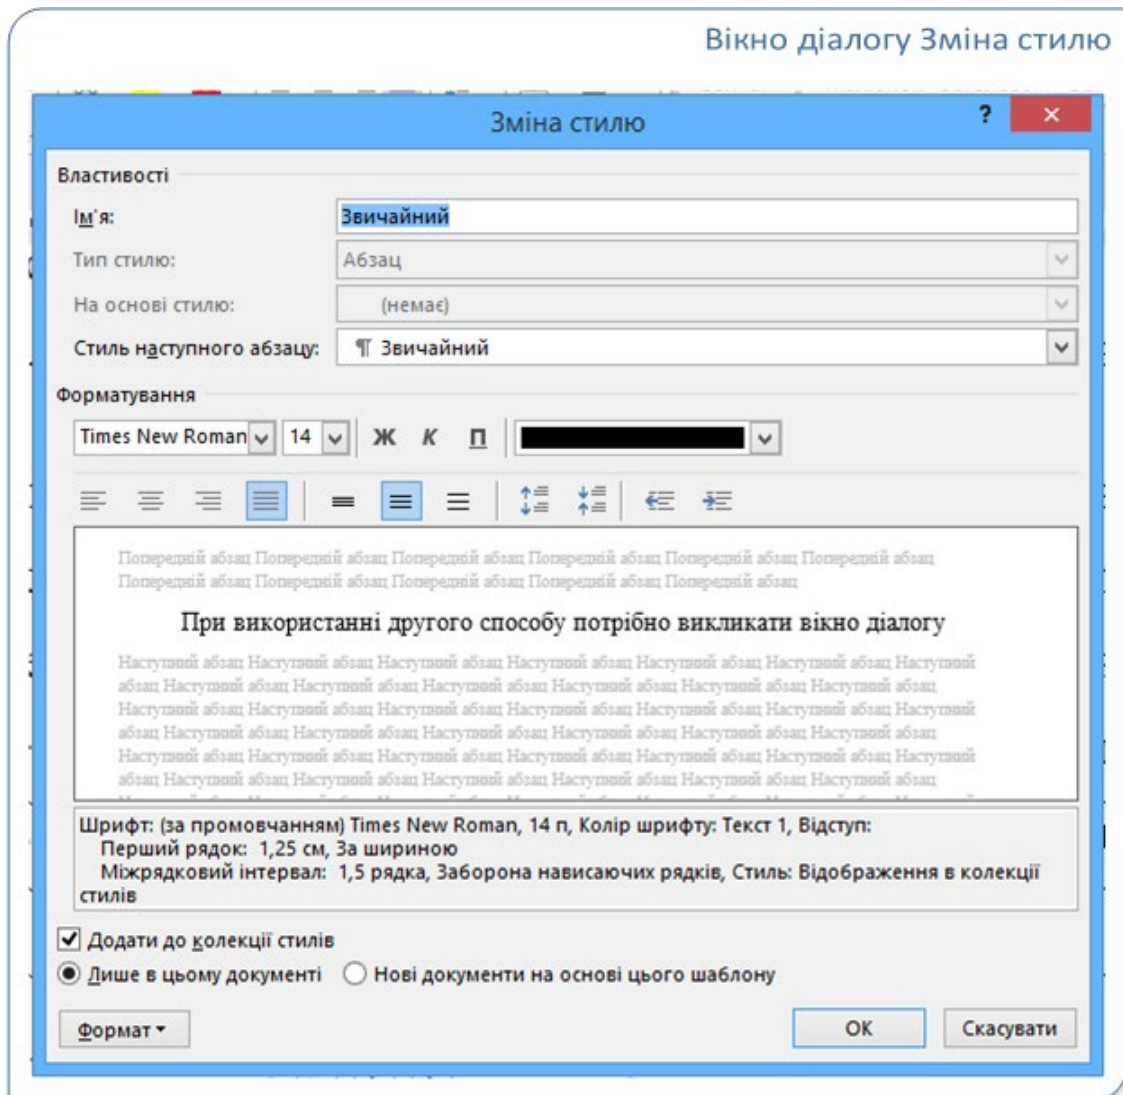 Вікно діалогу Зміна стилю
Зміна стилю
?
Властивості
Ім'я: Звичайний
Тип стилю: Абзац
На основі стилю: (немає)
Стиль наступного абзацу: ¶ Звичайний
Форматування
Times New Roman 14 Ж К П
Попередній абзац Попередній абзац Попередній абзац Попередній абзац Попередній абзац Попередній абзац
Попередній абзац Попередній абзац Попередній абзац Попередній абзац Попередній абзац
При використанні другого способу потрібно викликати вікно діалогу
Наступний абзац Наступний абзац Наступний абзац Наступний абзац Наступний абзац Наступний абзац Наступний
абзац Наступний абзац Наступний абзац Наступний абзац Наступний абзац Наступний абзац Наступний абзац
Наступний абзац Наступний абзац Наступний абзац Наступний абзац Наступний абзац Наступний абзац Наступний
абзац Наступний абзац Наступний абзац Наступний абзац Наступний абзац Наступний абзац Наступний абзац
Наступний абзац Наступний абзац Наступний абзац Наступний абзац Наступний абзац Наступний абзац Наступний
абзац Наступний абзац Наступний абзац Наступний абзац Наступний абзац Наступний абзац Наступний абзац
Шрифт: (за промовчанням) Times New Roman, 14 п, Колір шрифту: Текст 1, Відступ:
Перший рядок: 1,25 см, За шириною
Міжрядковий інтервал: 1,5 рядка, Заборона нависаючих рядків, Стиль: Відображення в колекції
стилів
Додати до колекції стилів
Лише в цьому документі Нові документи на основі цього шаблону
Формат OK Скасувати